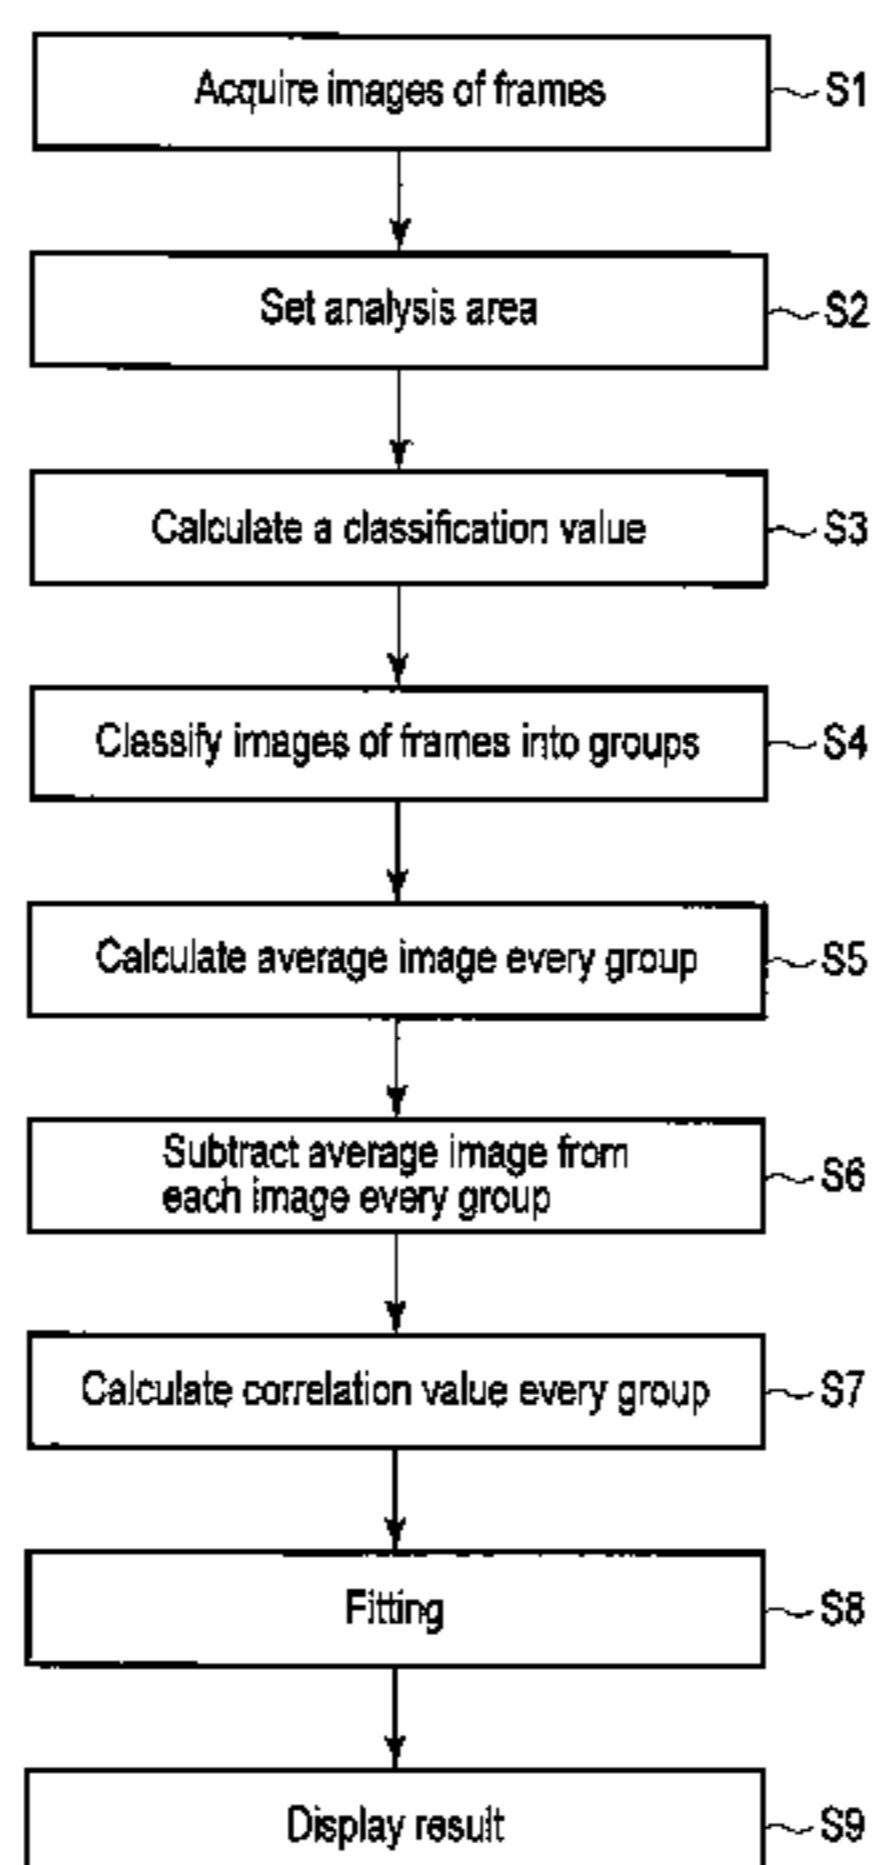 Acquire images of frames S1
Set analysis area S2
Calculate a classification value S3
Classify images of frames into groups S4
Calculate average image every group S5
Subtract average image from
each image every group S6
Calculate correlation value every group S7
Fitting S8
Display result S9